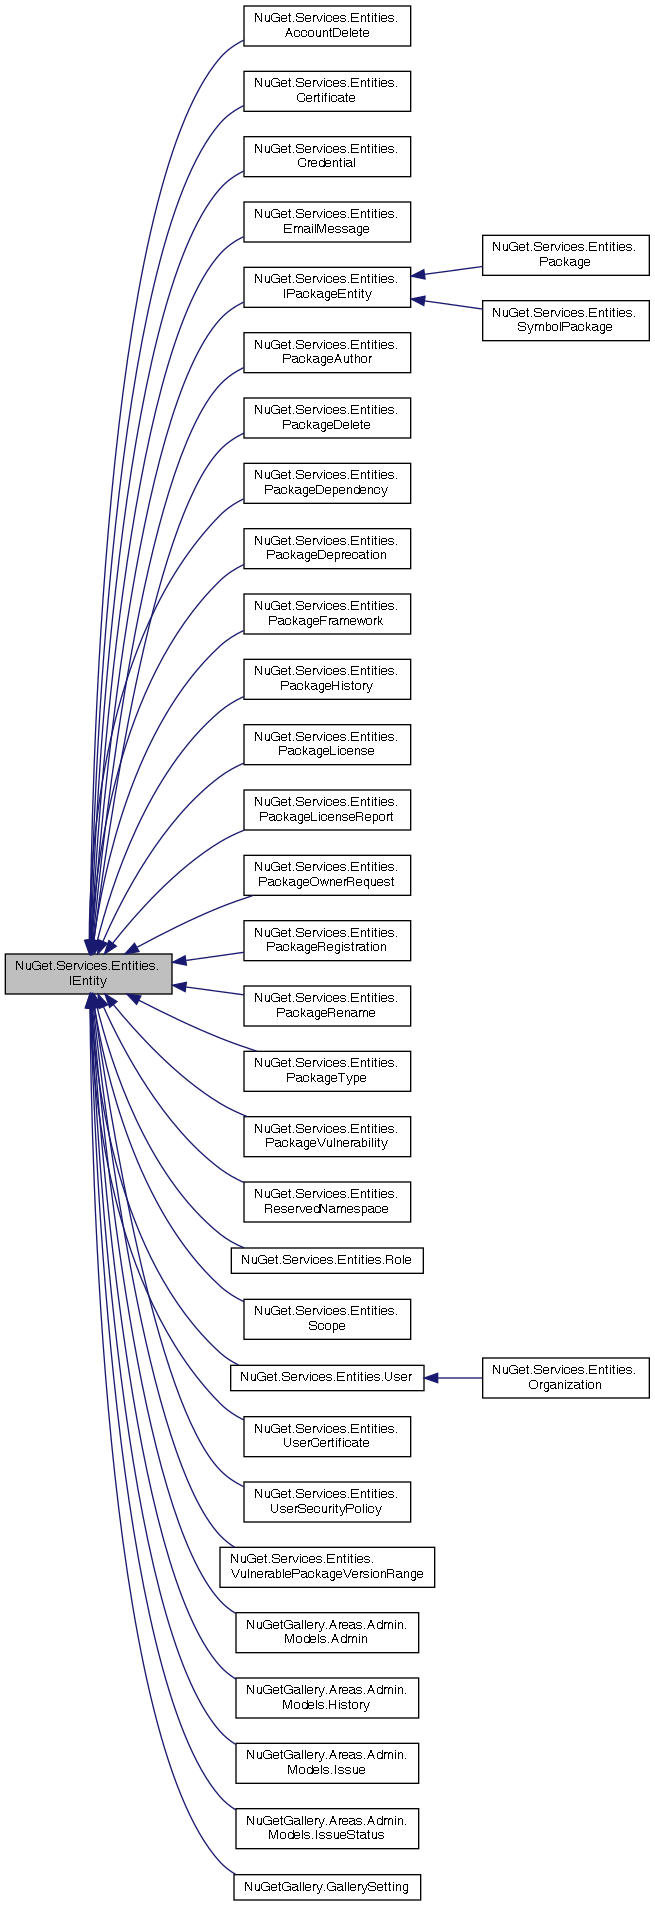 NuGet.Services.Entities.
AccountDelete
NuGet.Services.Entities.
Certificate
NuGet.Services.Entities.
Credential
NuGet.Services.Entities.
EmailMessage
NuGet.Services.Entities.
IPackageEntity
NuGet.Services.Entities.
Package
NuGet.Services.Entities.
SymbolPackage
NuGet.Services.Entities.
PackageAuthor
NuGet.Services.Entities.
PackageDelete
NuGet.Services.Entities.
PackageDependency
NuGet.Services.Entities.
PackageDeprecation
NuGet.Services.Entities.
PackageFramework
NuGet.Services.Entities.
PackageHistory
NuGet.Services.Entities.
PackageLicense
NuGet.Services.Entities.
PackageLicenseReport
NuGet.Services.Entities.
PackageOwnerRequest
NuGet.Services.Entities.
PackageRegistration
NuGet.Services.Entities.
IEntity
NuGet.Services.Entities.
PackageRename
NuGet.Services.Entities.
PackageType
NuGet.Services.Entities.
PackageVulnerability
NuGet.Services.Entities.
ReservedNamespace
NuGet.Services.Entities.Role
NuGet.Services.Entities.
Scope
NuGet.Services.Entities.User
NuGet.Services.Entities.
Organization
NuGet.Services.Entities.
UserCertificate
NuGet.Services.Entities.
UserSecurityPolicy
NuGet.Services.Entities.
VulnerablePackageVersionRange
NuGetGallery.Areas.Admin.
Models.Admin
NuGetGallery.Areas.Admin.
Models.History
NuGetGallery.Areas.Admin.
Models.Issue
NuGetGallery.Areas.Admin.
Models.IssueStatus
NuGetGallery.GallerySetting